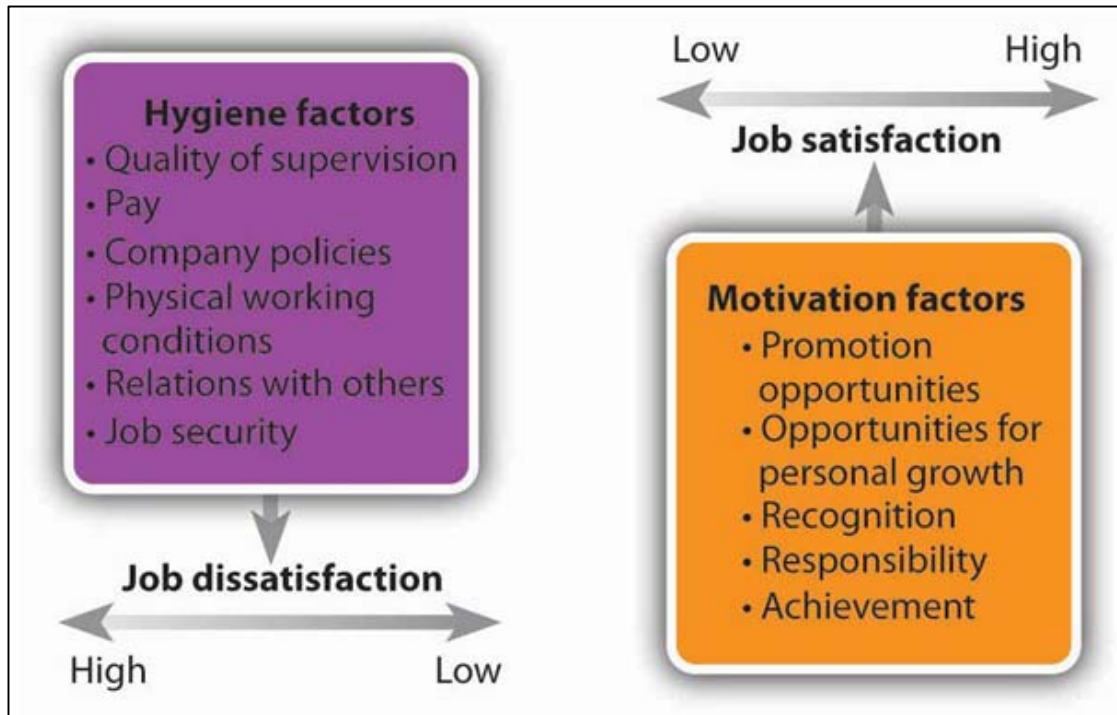 Hygiene factors
• Quality of supervision
• Pay
• Company policies
• Physical working
conditions
• Relations with others
• Job security
Job dissatisfaction
High Low
Low High
Job satisfaction
Motivation factors
• Promotion
opportunities
• Opportunities for
personal growth
• Recognition
• Responsibility
• Achievement